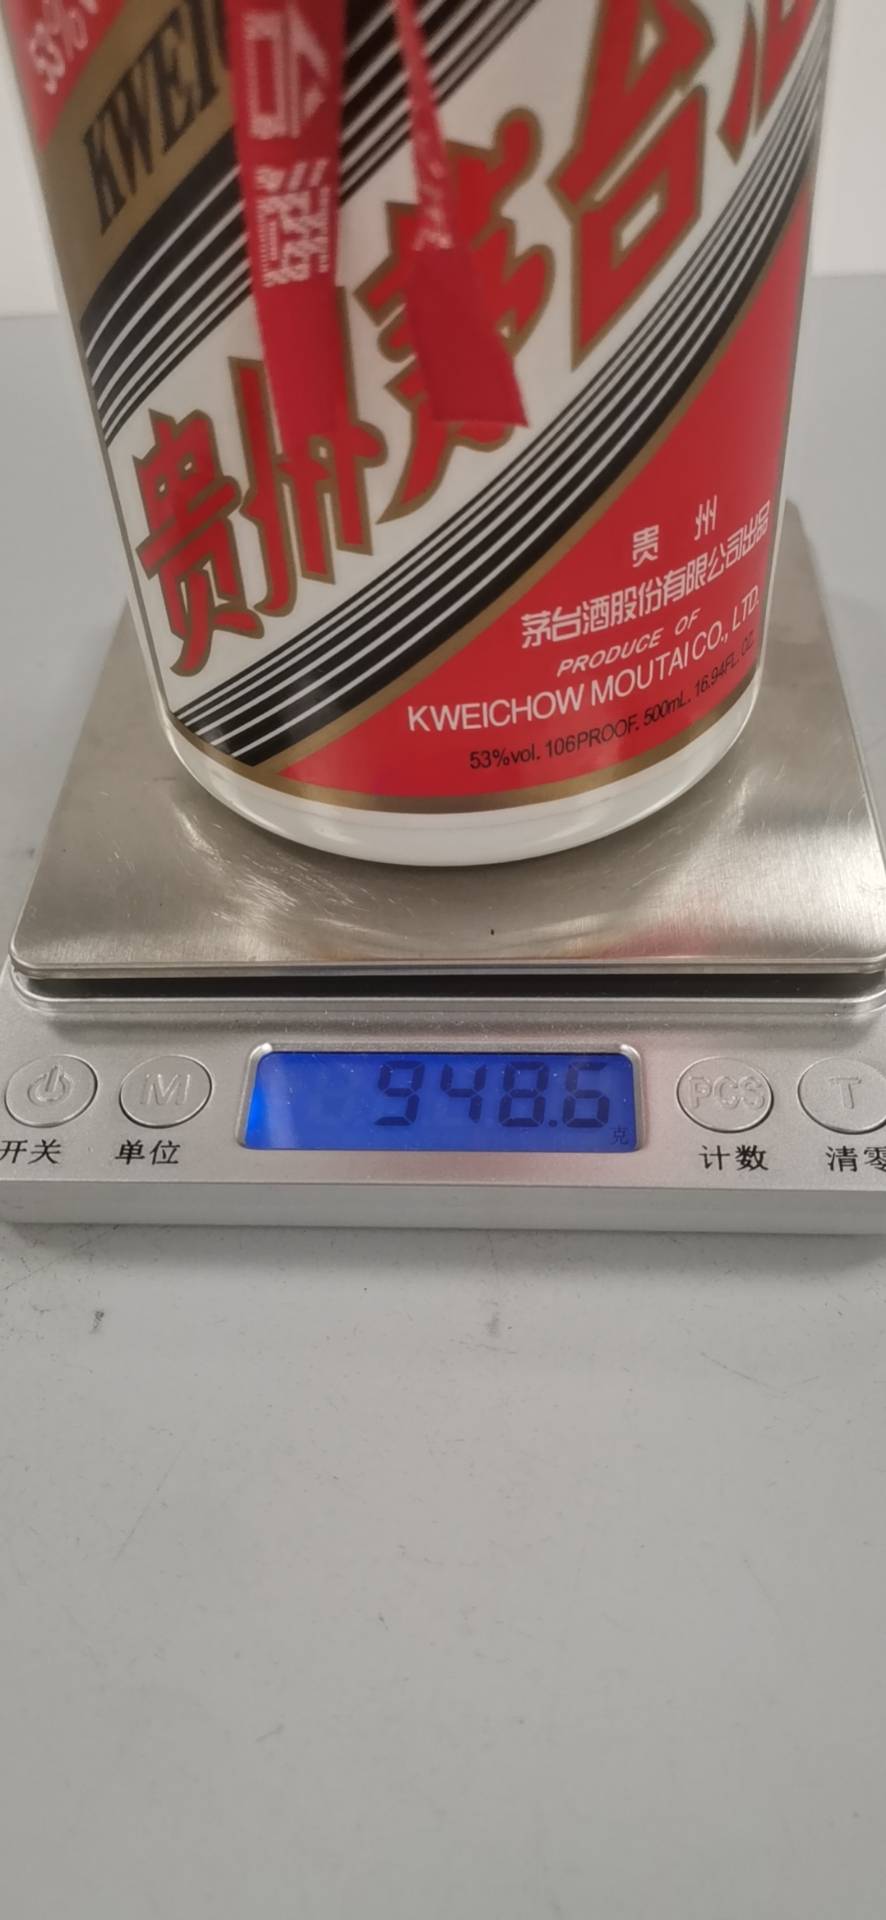 53%
KWEI
贵州茅台酒
贵 州
茅台酒股份有限公司出品
PRODUCE OF
KWEICHOW MOUTAI CO., LTD.
53%vol. 106PROOF. 500mL. 16.94FL. OZ.
948.6
克
M
PCS
T
开关
单位
计数
清零